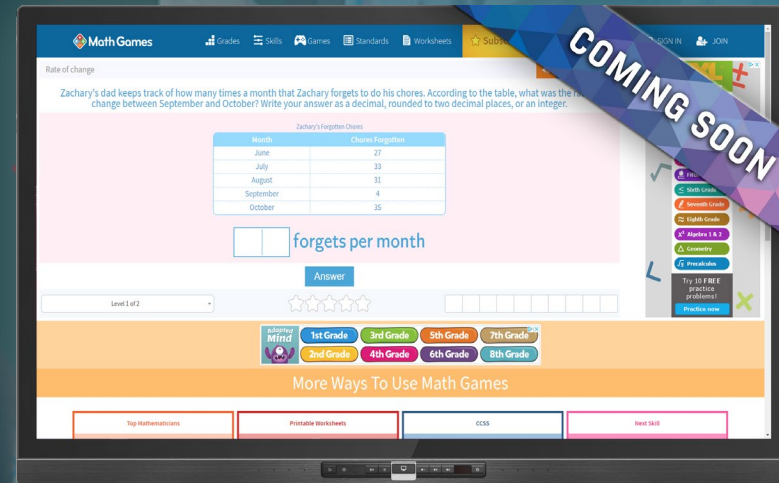 Math Games
Grades Skills Games Standards Worksheets Subsc SIGN IN JOIN
COMING SOON
Rate of change
Zachary's dad keeps track of how many times a month that Zachary forgets to do his chores. According to the table, what was the
change between September and October? Write your answer as a decimal, rounded to two decimal places, or an integer.
Zachary's Forgotten Chores
Month Chores Forgotten
June 27
July 33
August 31
September 4
October 35
forgets per month
Answer
Level 1 of 2
Sixth Grade
Seventh Grade
Eighth Grade
Algebra 1 & 2
Geometry
Precalculus
Try 10 FREE
practice
problems!
Practice now
Adapted
Mind
1st Grade 3rd Grade 5th Grade 7th Grade
2nd Grade 4th Grade 6th Grade 8th Grade
More Ways To Use Math Games
Top Mathematicians Printable Worksheets CCSS Next Skill